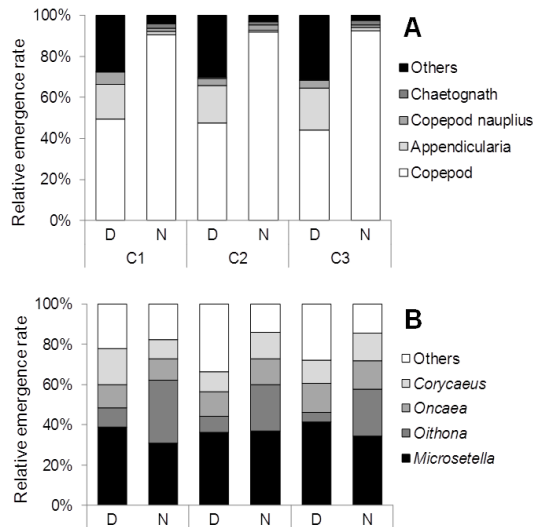 A
Relative emergence rate
100%
80%
60%
40%
20%
0%
D N D N D N
C1 C2 C3
Others
Chaetognath
Copepod nauplius
Appendicularia
Copepod
B
Relative emergence rate
100%
80%
60%
40%
20%
0%
D N D N D N
Others
Corycaeus
Oncaea
Oithona
Microsetella